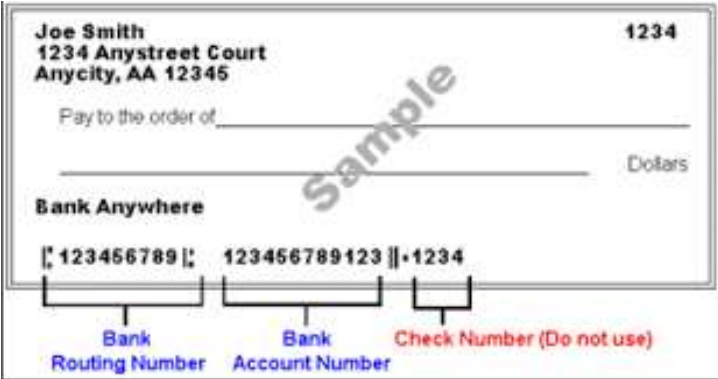 Joe Smith 1234
1234 Anystreet Court
Anycity, AA 12345
Sample
Pay to the order of
Dollars
Bank Anywhere
⑆123456789⑆ 123456789123⑈1234
Bank Routing Number
Bank Account Number
Check Number (Do not use)